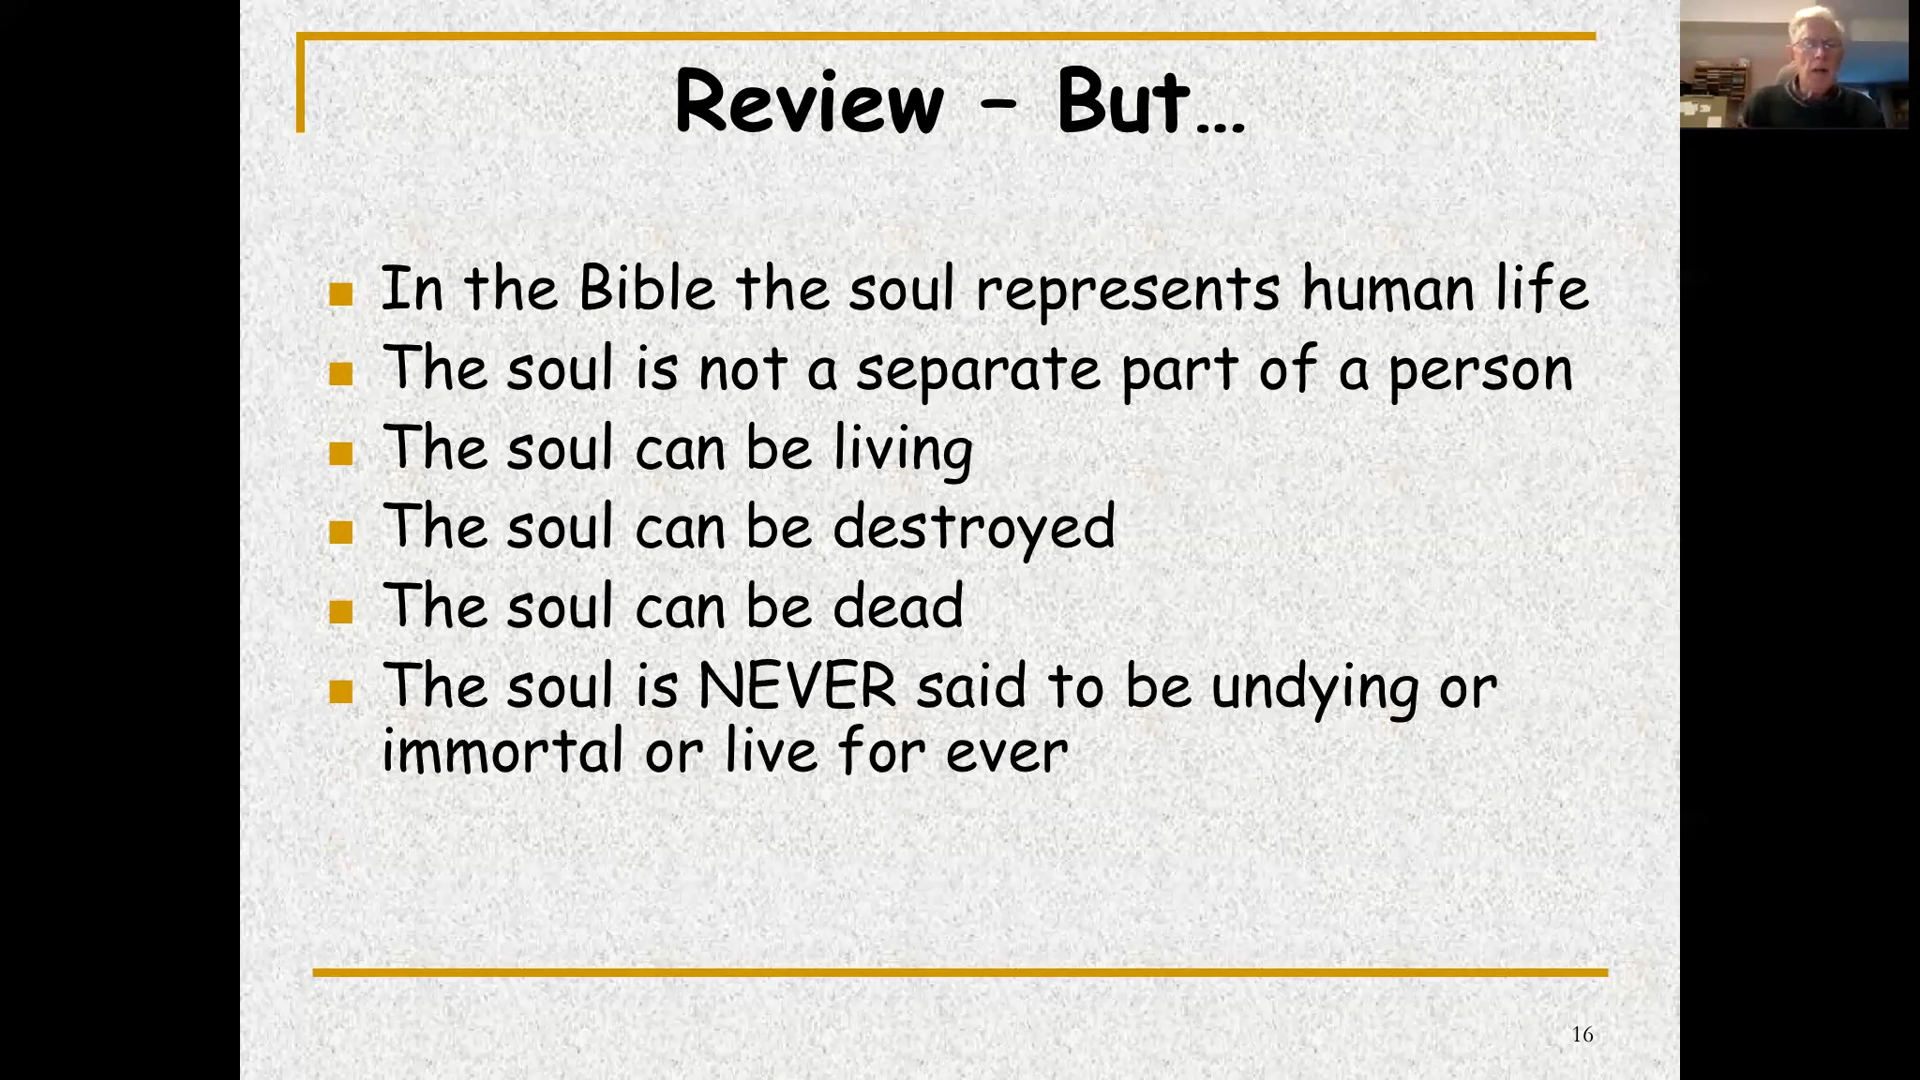 Review – But...
In the Bible the soul represents human life
The soul is not a separate part of a person
The soul can be living
The soul can be destroyed
The soul can be dead
The soul is NEVER said to be undying or
immortal or live for ever
16